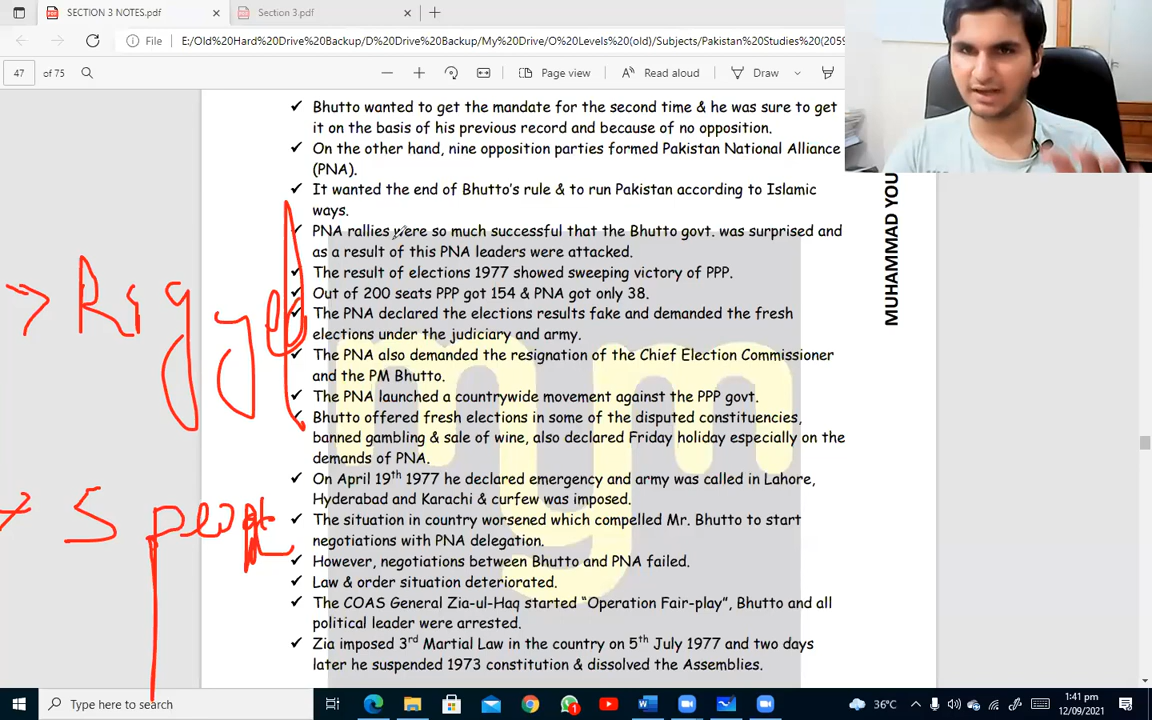 SECTION 3 NOTES.pdf
Section 3.pdf
File
E:/Old%20Hard%20Drive%20Backup/D%20Drive%20Backup/My%20Drive/O%20Levels%20(old)/Subjects/Pakistan%20Studies%20(2059
47 of 75
Page view
Read aloud
Draw
✓ Bhutto wanted to get the mandate for the second time & he was sure to get
it on the basis of his previous record and because of no opposition.
✓ On the other hand, nine opposition parties formed Pakistan National Alliance
(PNA).
✓ It wanted the end of Bhutto's rule & to run Pakistan according to Islamic
ways.
✓ PNA rallies were so much successful that the Bhutto govt. was surprised and
as a result of this PNA leaders were attacked.
✓ The result of elections 1977 showed sweeping victory of PPP.
✓ Out of 200 seats PPP got 154 & PNA got only 38.
✓ The PNA declared the elections results fake and demanded the fresh
elections under the judiciary and army.
✓ The PNA also demanded the resignation of the Chief Election Commissioner
and the PM Bhutto.
✓ The PNA launched a countrywide movement against the PPP govt.
✓ Bhutto offered fresh elections in some of the disputed constituencies,
banned gambling & sale of wine, also declared Friday holiday especially on the
demands of PNA.
✓ On April 19th 1977 he declared emergency and army was called in Lahore,
Hyderabad and Karachi & curfew was imposed.
✓ The situation in country worsened which compelled Mr. Bhutto to start
negotiations with PNA delegation.
✓ However, negotiations between Bhutto and PNA failed.
✓ Law & order situation deteriorated.
✓ The COAS General Zia-ul-Haq started “Operation Fair-play”, Bhutto and all
political leader were arrested.
✓ Zia imposed 3rd Martial Law in the country on 5th July 1977 and two days
later he suspended 1973 constitution & dissolved the Assemblies.
MUHAMMAD YOU
mym
Rigged
5 people
Type here to search
36°C
1:41 pm
12/09/2021